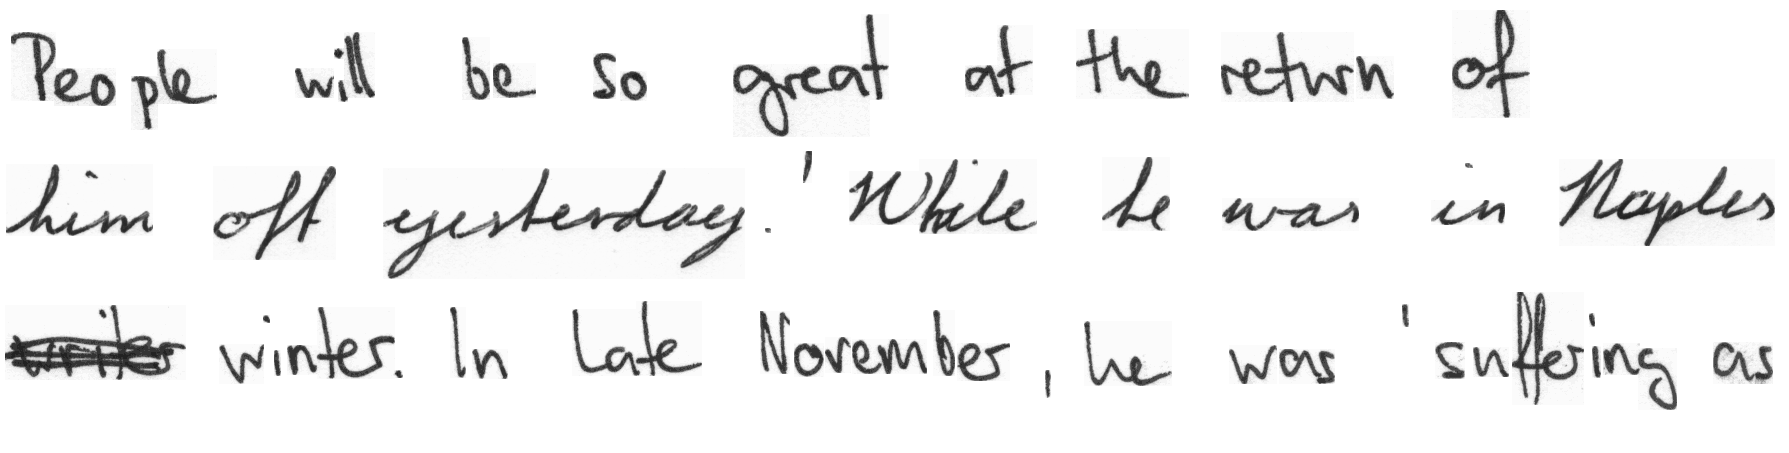 People will be so great at the return of
him off yesterday. ' While he was in Naples
winter. In late November, he was 'suffering as